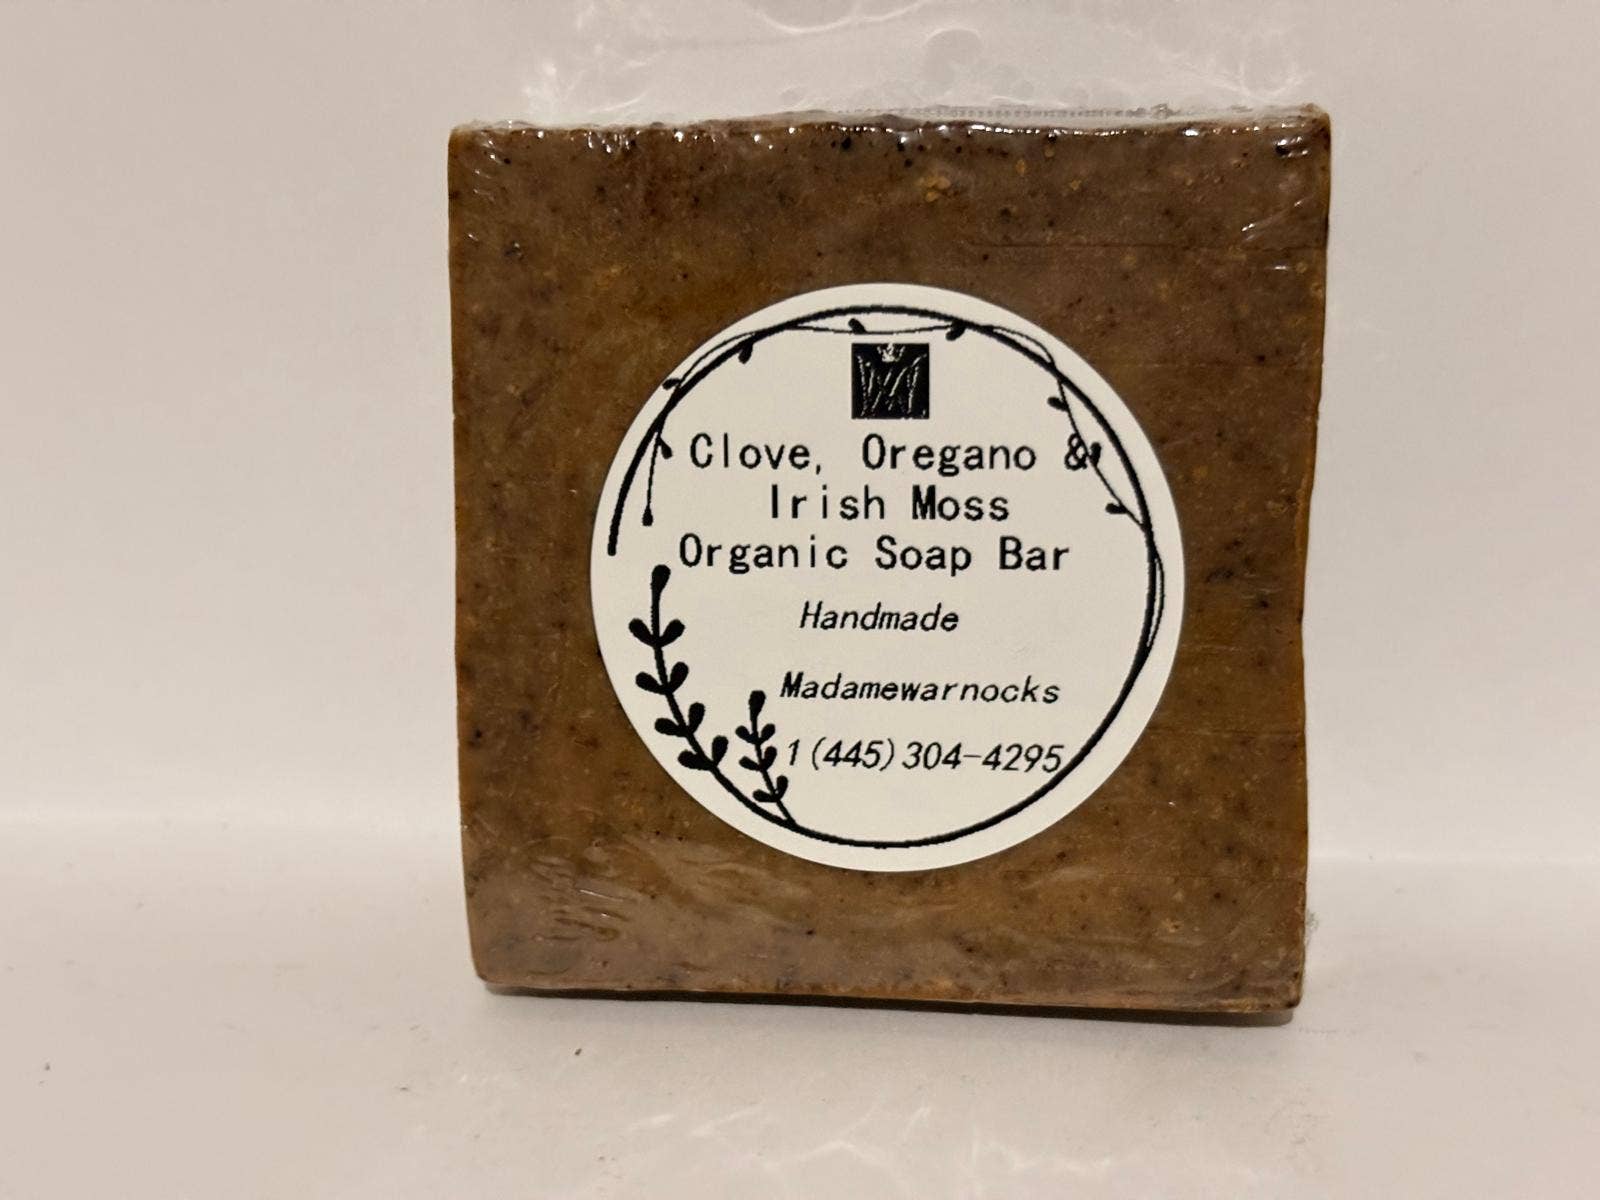 Clove, Oregano &
Irish Moss
Organic Soap Bar
Handmade
Madamewarnocks
1(445)304-4295